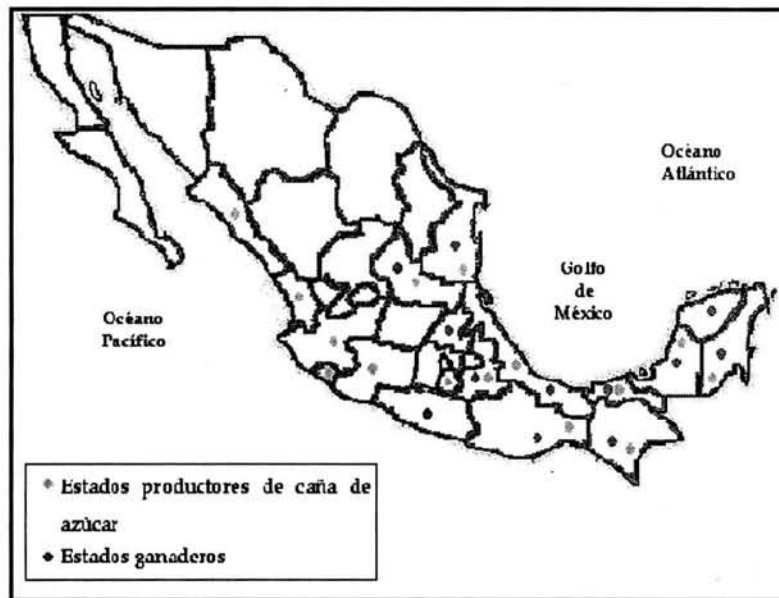 Océano
Atlántico
Golfo
de
México
Océano
Pacífico
Estados productores de caña de
azúcar
Estados ganaderos